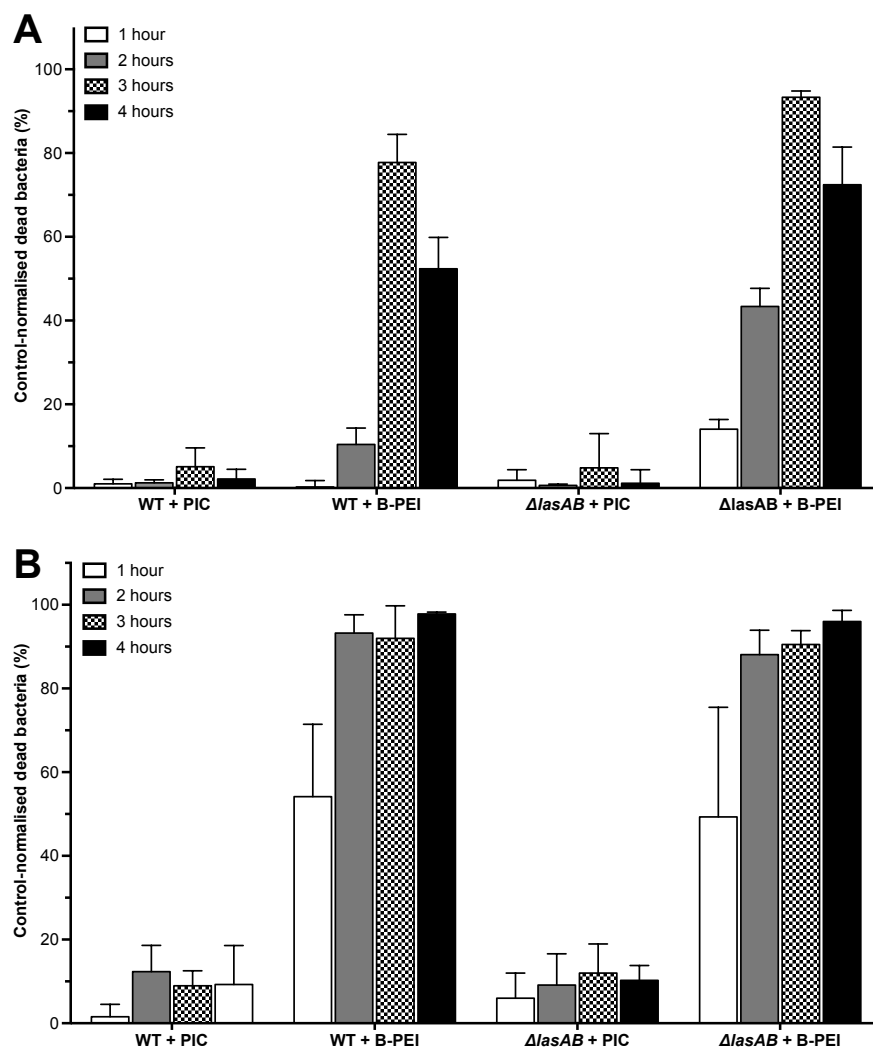 A
1 hour
2 hours
3 hours
4 hours
Control-normalised dead bacteria (%)
100
80
60
40
20
0
WT + PIC
WT + B-PEI
ΔlasAB + PIC
ΔlasAB + B-PEI
B
1 hour
2 hours
3 hours
4 hours
Control-normalised dead bacteria (%)
100
80
60
40
20
0
WT + PIC
WT + B-PEI
ΔlasAB + PIC
ΔlasAB + B-PEI